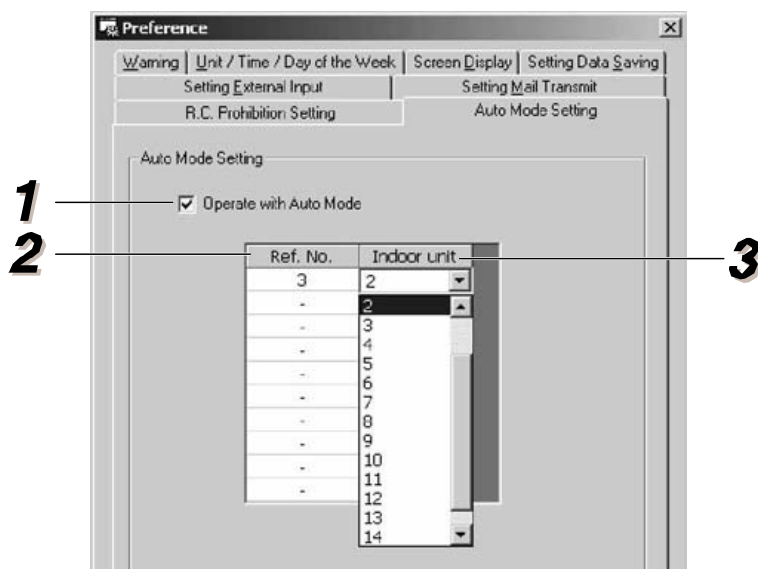 Preference
Warning Unit / Time / Day of the Week Screen Display Setting Data Saving
Setting External Input Setting Mail Transmit
R.C. Prohibition Setting Auto Mode Setting
Auto Mode Setting
1 Operate with Auto Mode
2 Ref. No. Indoor unit 3
3 2
- 2
- 3
- 4
- 5
- 6
- 7
- 8
- 9
- 10
11
12
13
14